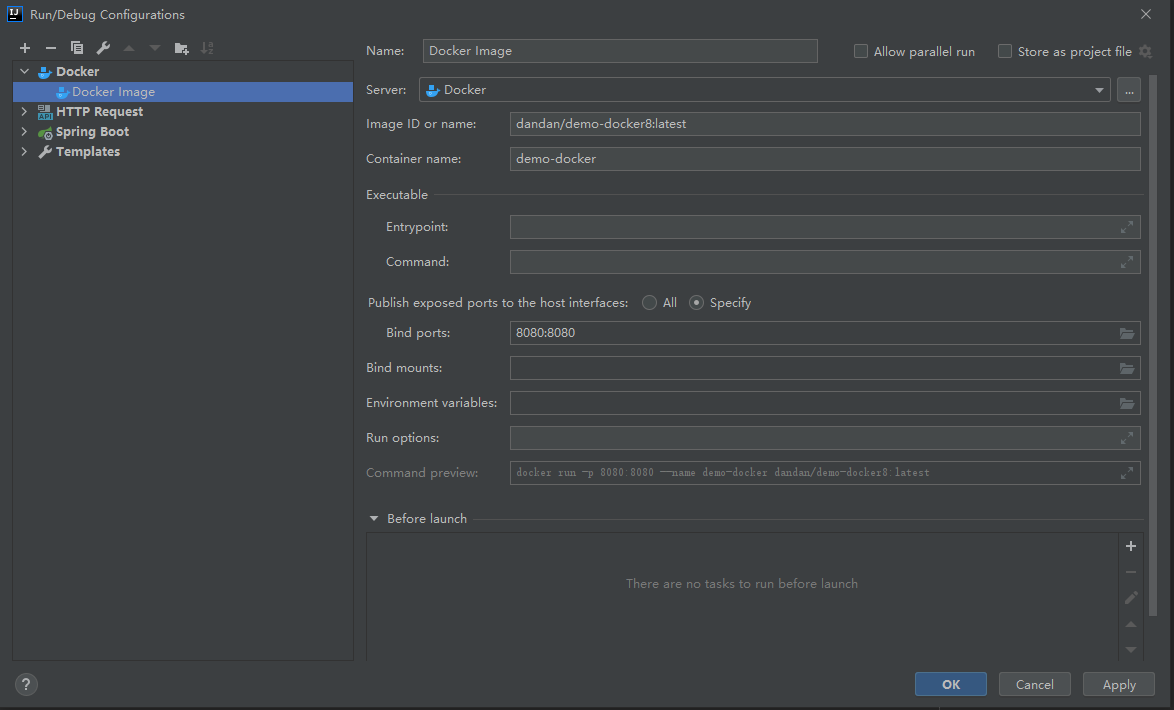 Run/Debug Configurations
Docker
Docker Image
HTTP Request
Spring Boot
Templates
Name: Docker Image Allow parallel run Store as project file
Server: Docker ...
Image ID or name: dandan/demo-docker8:latest
Container name: demo-docker
Executable
Entrypoint:
Command:
Publish exposed ports to the host interfaces: All Specify
Bind ports: 8080:8080
Bind mounts:
Environment variables:
Run options:
Command preview: docker run -p 8080:8080 --name demo-docker dandan/demo-docker8:latest
Before launch
There are no tasks to run before launch
? OK Cancel Apply